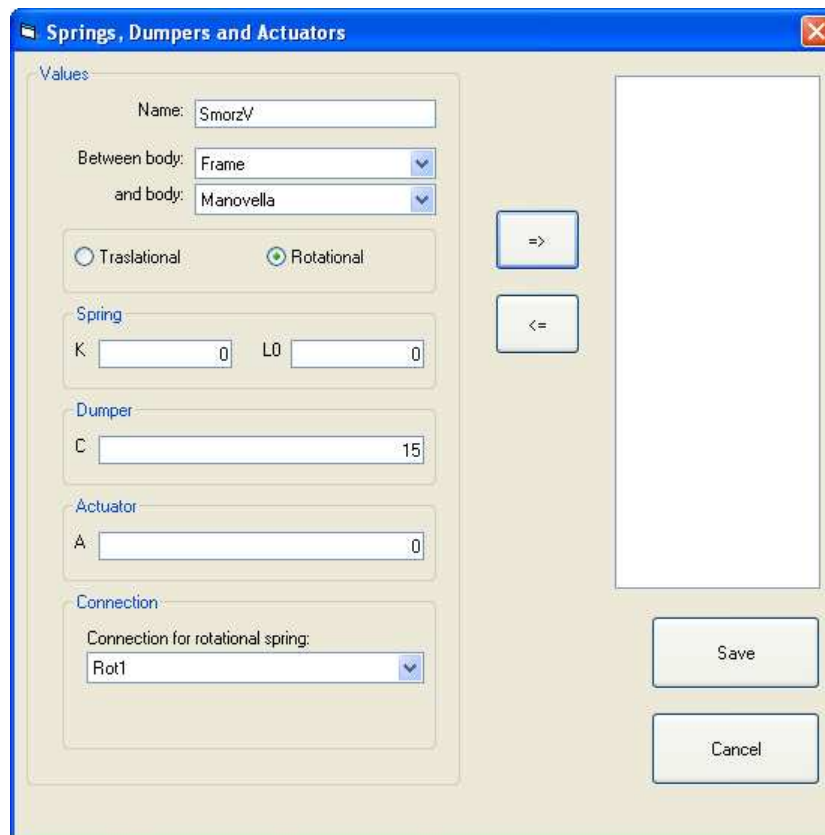 Springs, Dumpers and Actuators
Values
Name: SmorzV
Between body: Frame
and body: Manovella
Traslational Rotational
Spring
K 0 L0 0
Dumper
C 15
Actuator
A 0
Connection
Connection for rotational spring:
Rot1
=>
<=
Save
Cancel